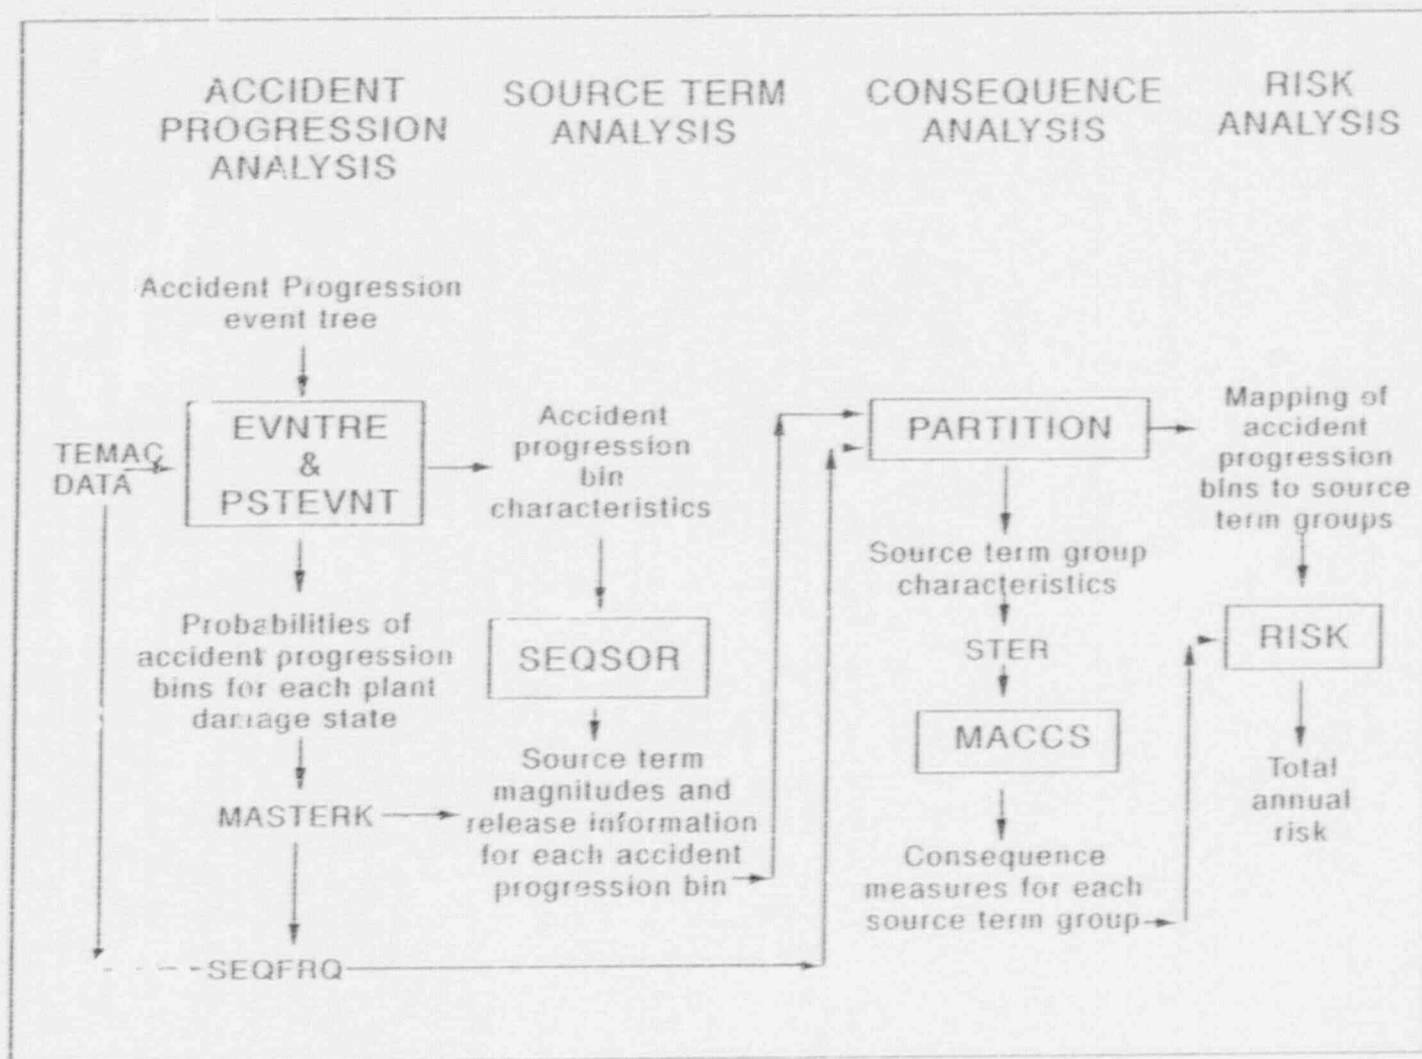 ACCIDENT
PROGRESSION
ANALYSIS
SOURCE TERM
ANALYSIS
CONSEQUENCE
ANALYSIS
RISK
ANALYSIS
Accident Progression
event tree
TEMAC
DATA
EVNTRE
&
PSTEVNT
Probabilities of
accident progression
bins for each plant
damage state
MASTERK
SEQFRQ
Accident
progression
bin
characteristics
SEQSOR
Source term
magnitudes and
release information
for each accident
progression bin
PARTITION
Source term group
characteristics
STER
MACCS
Consequence
measures for each
source term group
Mapping of
accident
progression
bins to source
term groups
RISK
Total
annual
risk